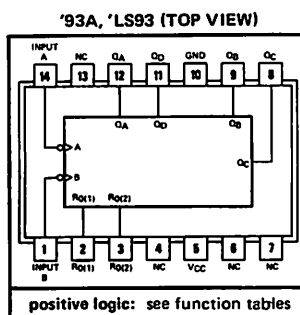 '93A, 'LS93 (TOP VIEW)
INPUT
A NC QA QD GND QB QC
14 13 12 11 10 9 8
QA QD QB
A
QC
B
R0(1) R0(2)
1 2 3 4 5 6 7
INPUT
B R0(1) R0(2) NC VCC NC NC
positive logic: see function tables